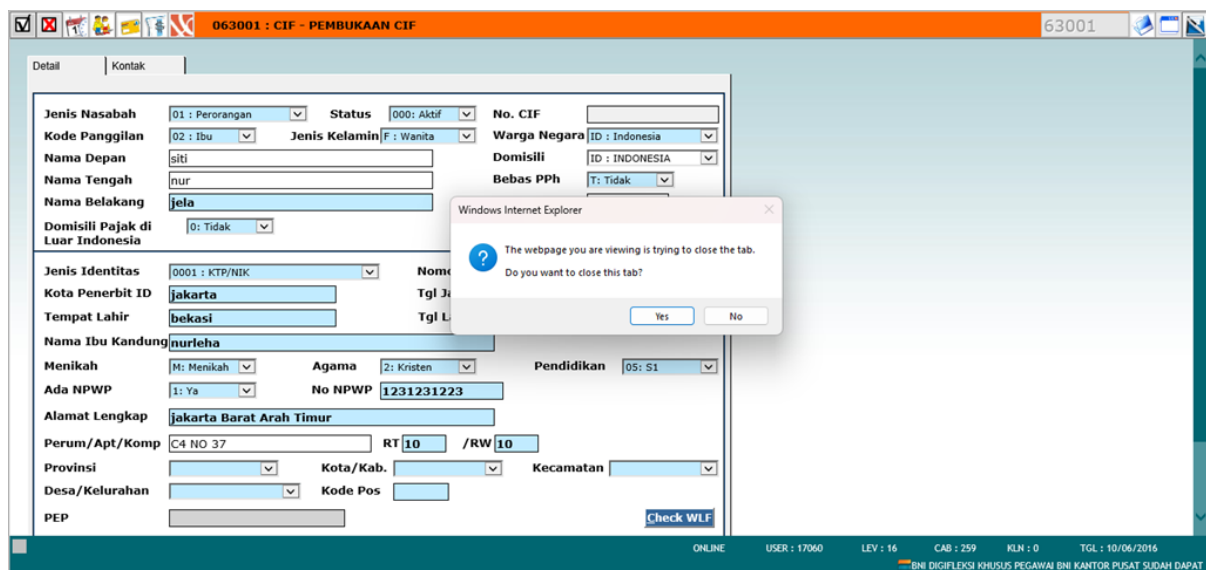 063001 : CIF - PEMBUKAAN CIF 63001
Detail Kontak
Jenis Nasabah 01 : Perorangan Status 000: Aktif No. CIF
Kode Panggilan 02 : Ibu Jenis Kelamin F : Wanita Warga Negara ID : Indonesia
Nama Depan siti Domisili ID : INDONESIA
Nama Tengah nur Bebas PPh T: Tidak
Nama Belakang jela
Domisili Pajak di 0: Tidak
Luar Indonesia
Windows Internet Explorer
The webpage you are viewing is trying to close the tab.
Do you want to close this tab?
Yes No
Jenis Identitas 0001 : KTP/NIK
Kota Penerbit ID jakarta Tgl
Tempat Lahir bekasi Tgl
Nama Ibu Kandung nurleha
Menikah M: Menikah Agama 2: Kristen Pendidikan 05: S1
Ada NPWP 1: Ya No NPWP 1231231223
Alamat Lengkap jakarta Barat Arah Timur
Perum/Apt/Komp C4 NO 37 RT 10 /RW 10
Provinsi Kota/Kab. Kecamatan
Desa/Kelurahan Kode Pos
PEP Check WLF
ONLINE USER : 17060 LEV : 16 CAB : 259 KLN : 0 TGL : 10/06/2016
BNI DIGIFLEKSI KHUSUS PEGAWAI BNI KANTOR PUSAT SUDAH DAPAT